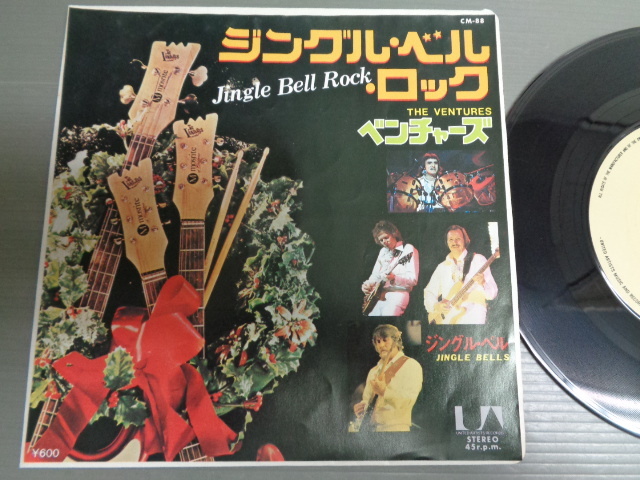 CM-88
ジングル・ベル
・ロック
Jingle Bell Rock
THE VENTURES
ベンチャーズ
ジングル・ベル
JINGLE BELLS
UA
UNITED ARTISTS RECORDS
STEREO
45r.p.m.
¥600